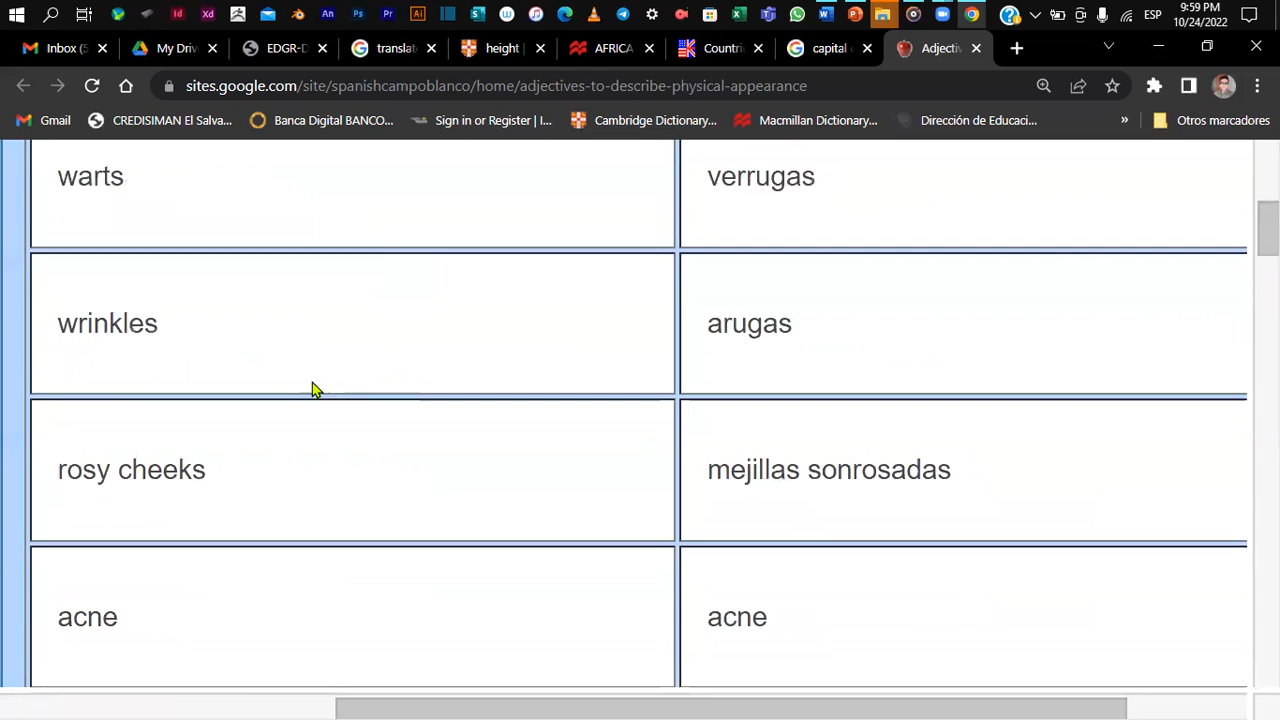 9:59 PM
ESP
10/24/2022
Inbox (5
My Driv
EDGR-D
translat
height |
AFRICA
Countri
capital
Adjectiv
sites.google.com/site/spanishcampoblanco/home/adjectives-to-describe-physical-appearance
Gmail
CREDISIMAN El Salva...
Banca Digital BANCO...
Sign in or Register | I...
Cambridge Dictionary...
Macmillan Dictionary...
Dirección de Educaci...
»
Otros marcadores
warts
verrugas
wrinkles
arugas
rosy cheeks
mejillas sonrosadas
acne
acne